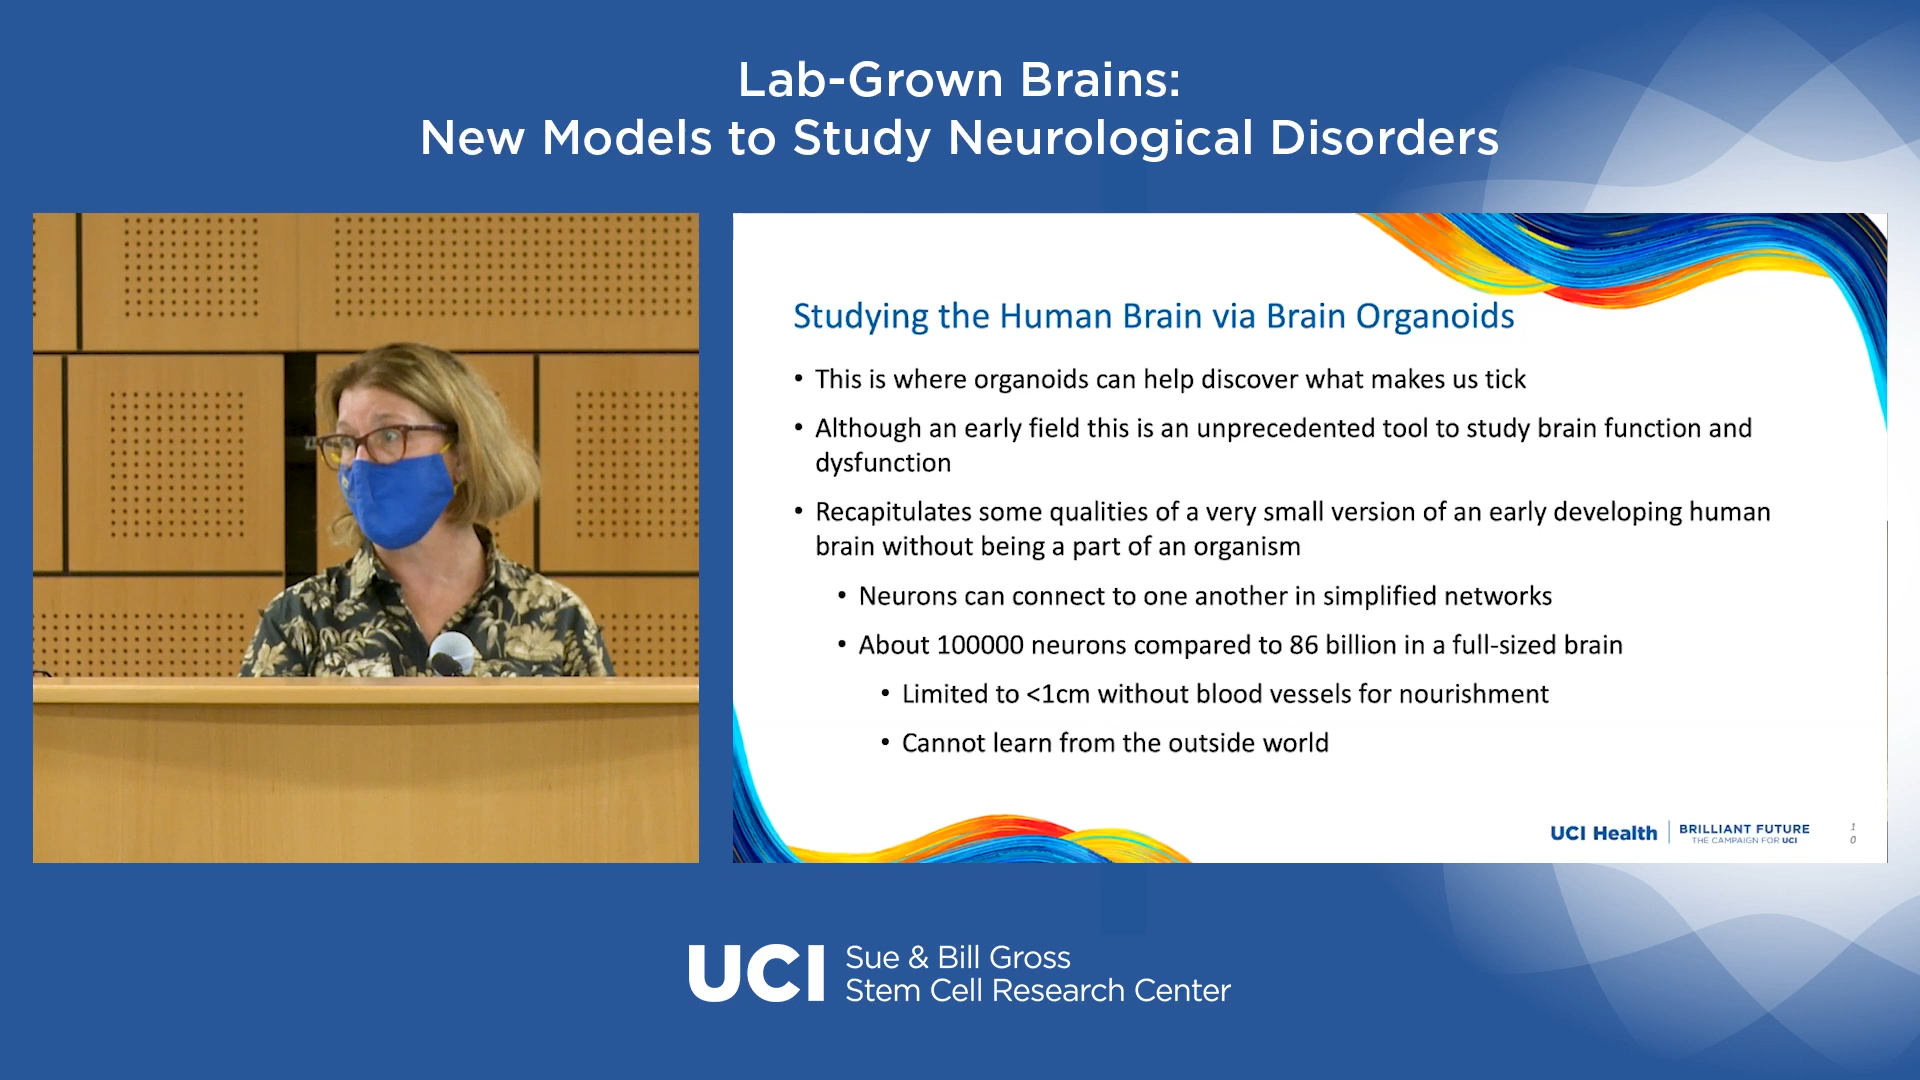 Lab-Grown Brains:
New Models to Study Neurological Disorders
Studying the Human Brain via Brain Organoids
• This is where organoids can help discover what makes us tick
• Although an early field this is an unprecedented tool to study brain function and
dysfunction
• Recapitulates some qualities of a very small version of an early developing human
brain without being a part of an organism
• Neurons can connect to one another in simplified networks
• About 100000 neurons compared to 86 billion in a full-sized brain
• Limited to <1cm without blood vessels for nourishment
• Cannot learn from the outside world
UCI Health
BRILLIANT FUTURE
THE CAMPAIGN FOR UCI
1
0
UCI
Sue & Bill Gross
Stem Cell Research Center